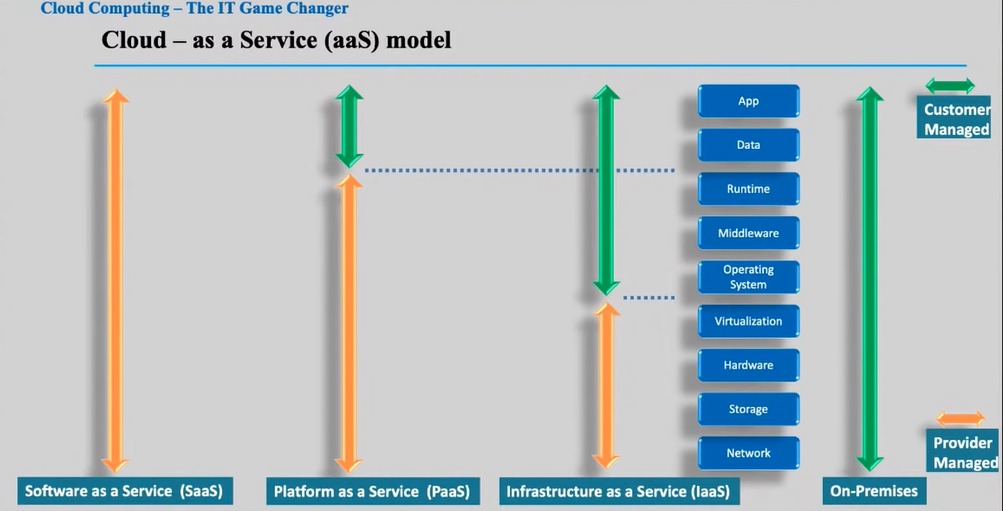 Cloud Computing – The IT Game Changer
Cloud – as a Service (aaS) model
App
Data
Runtime
Middleware
Operating
System
Virtualization
Hardware
Storage
Network
Customer
Managed
Provider
Managed
Software as a Service (SaaS)
Platform as a Service (PaaS)
Infrastructure as a Service (IaaS)
On-Premises